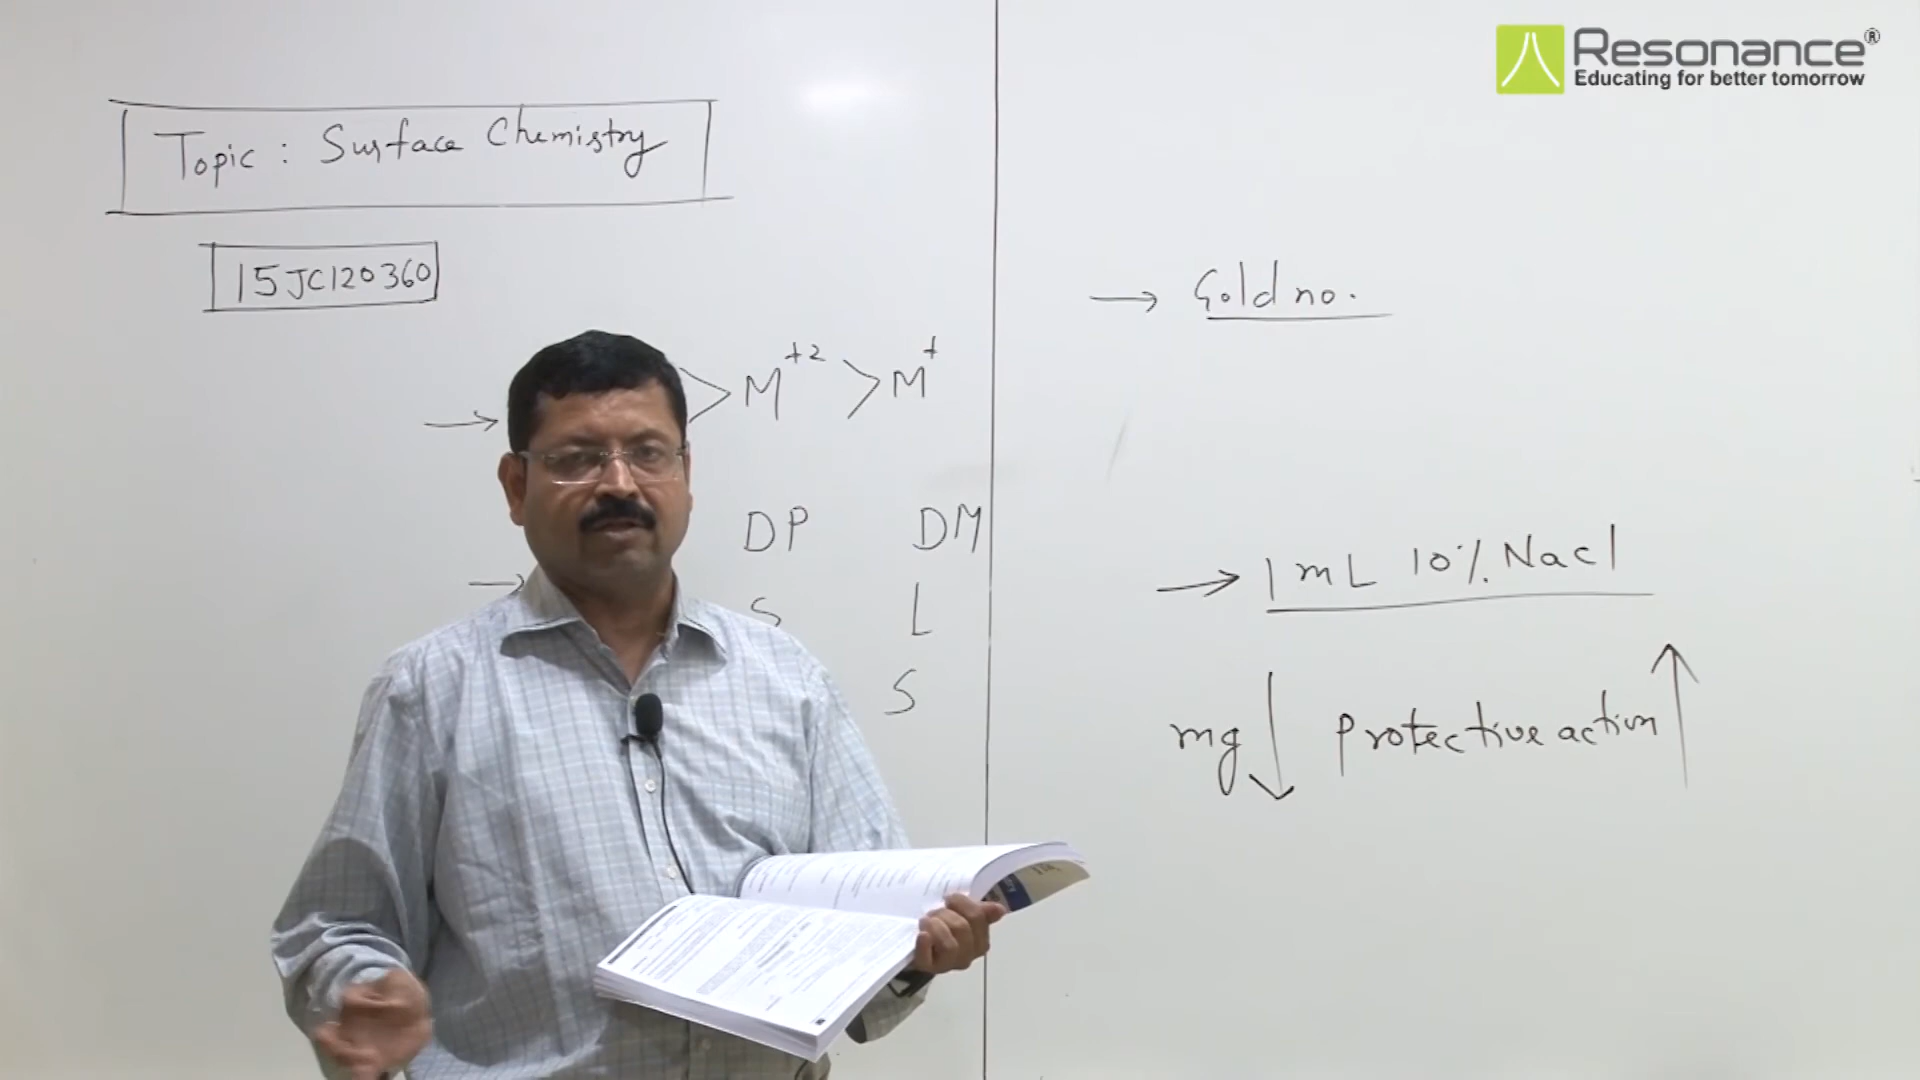 Resonance®
Educating for better tomorrow
Topic : Surface Chemistry
15JC120360
→ > M+2 > M+
DP DM
→ S L
S
→ Gold no.
→ 1 mL 10% NaCl
mg ↓ Protective action ↑